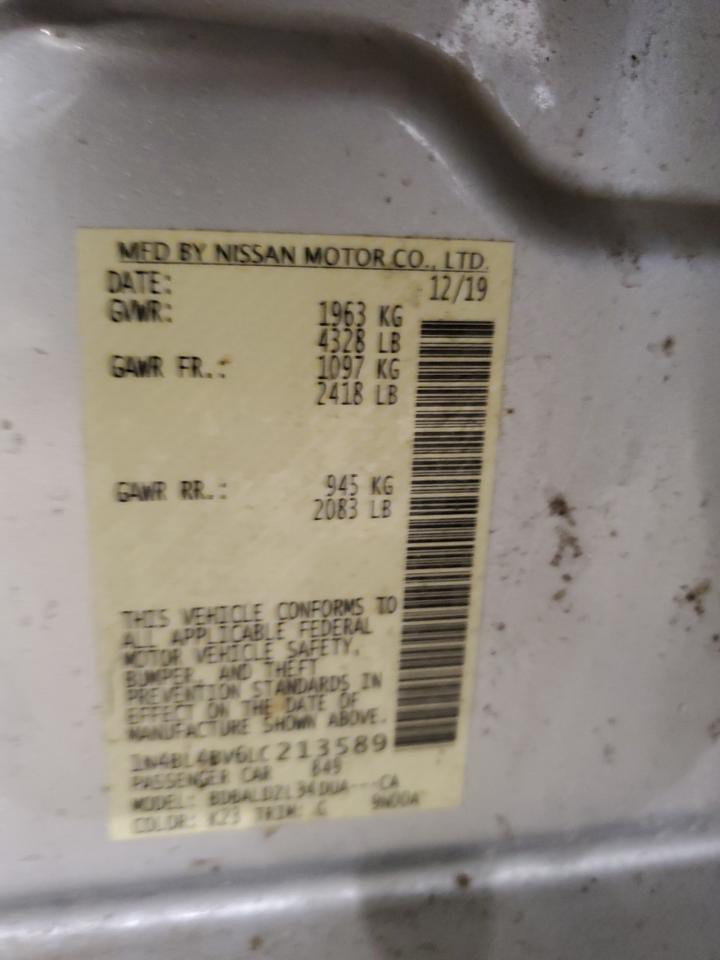 MFD BY NISSAN MOTOR CO., LTD.
DATE: 12/19
GVWR: 1963 KG
4328 LB
GAWR FR.: 1097 KG
2418 LB
GAWR RR.: 945 KG
2083 LB
THIS VEHICLE CONFORMS TO
ALL APPLICABLE FEDERAL
MOTOR VEHICLE SAFETY,
BUMPER, AND THEFT
PREVENTION STANDARDS IN
EFFECT ON THE DATE OF
MANUFACTURE SHOWN ABOVE.
1N4BL4BV6LC213589
PASSENGER CAR 849
MODEL: CA
COLOR: K23 TRIM: G 9N00A